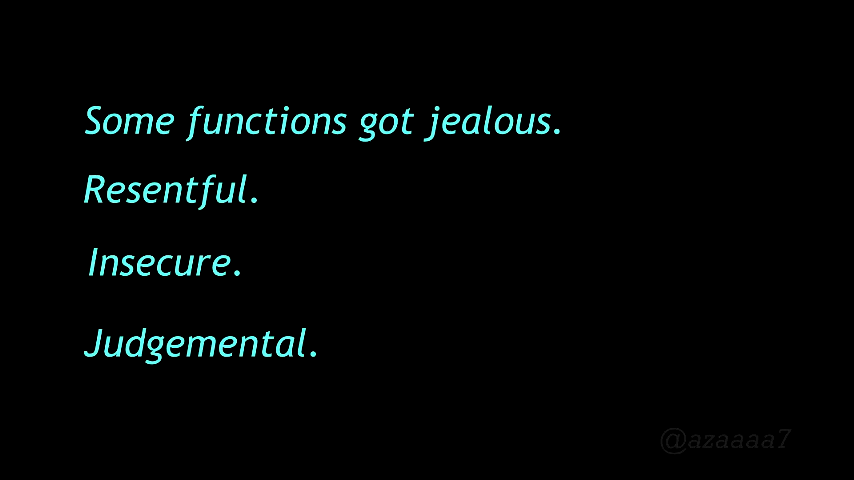 Some functions got jealous.
Resentful.
Insecure.
Judgemental.
@azaaaa7